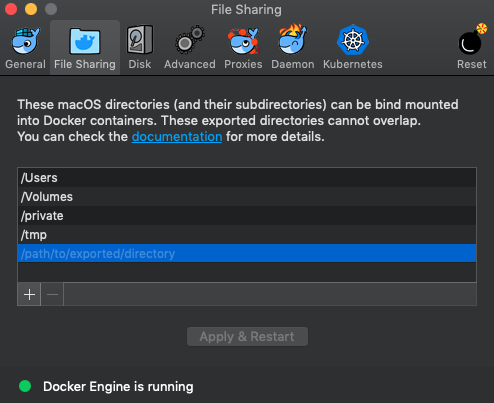 File Sharing
General File Sharing Disk Advanced Proxies Daemon Kubernetes Reset
These macOS directories (and their subdirectories) can be bind mounted
into Docker containers. These exported directories cannot overlap.
You can check the documentation for more details.
/Users
/Volumes
/private
/tmp
/path/to/exported/directory
Apply & Restart
Docker Engine is running